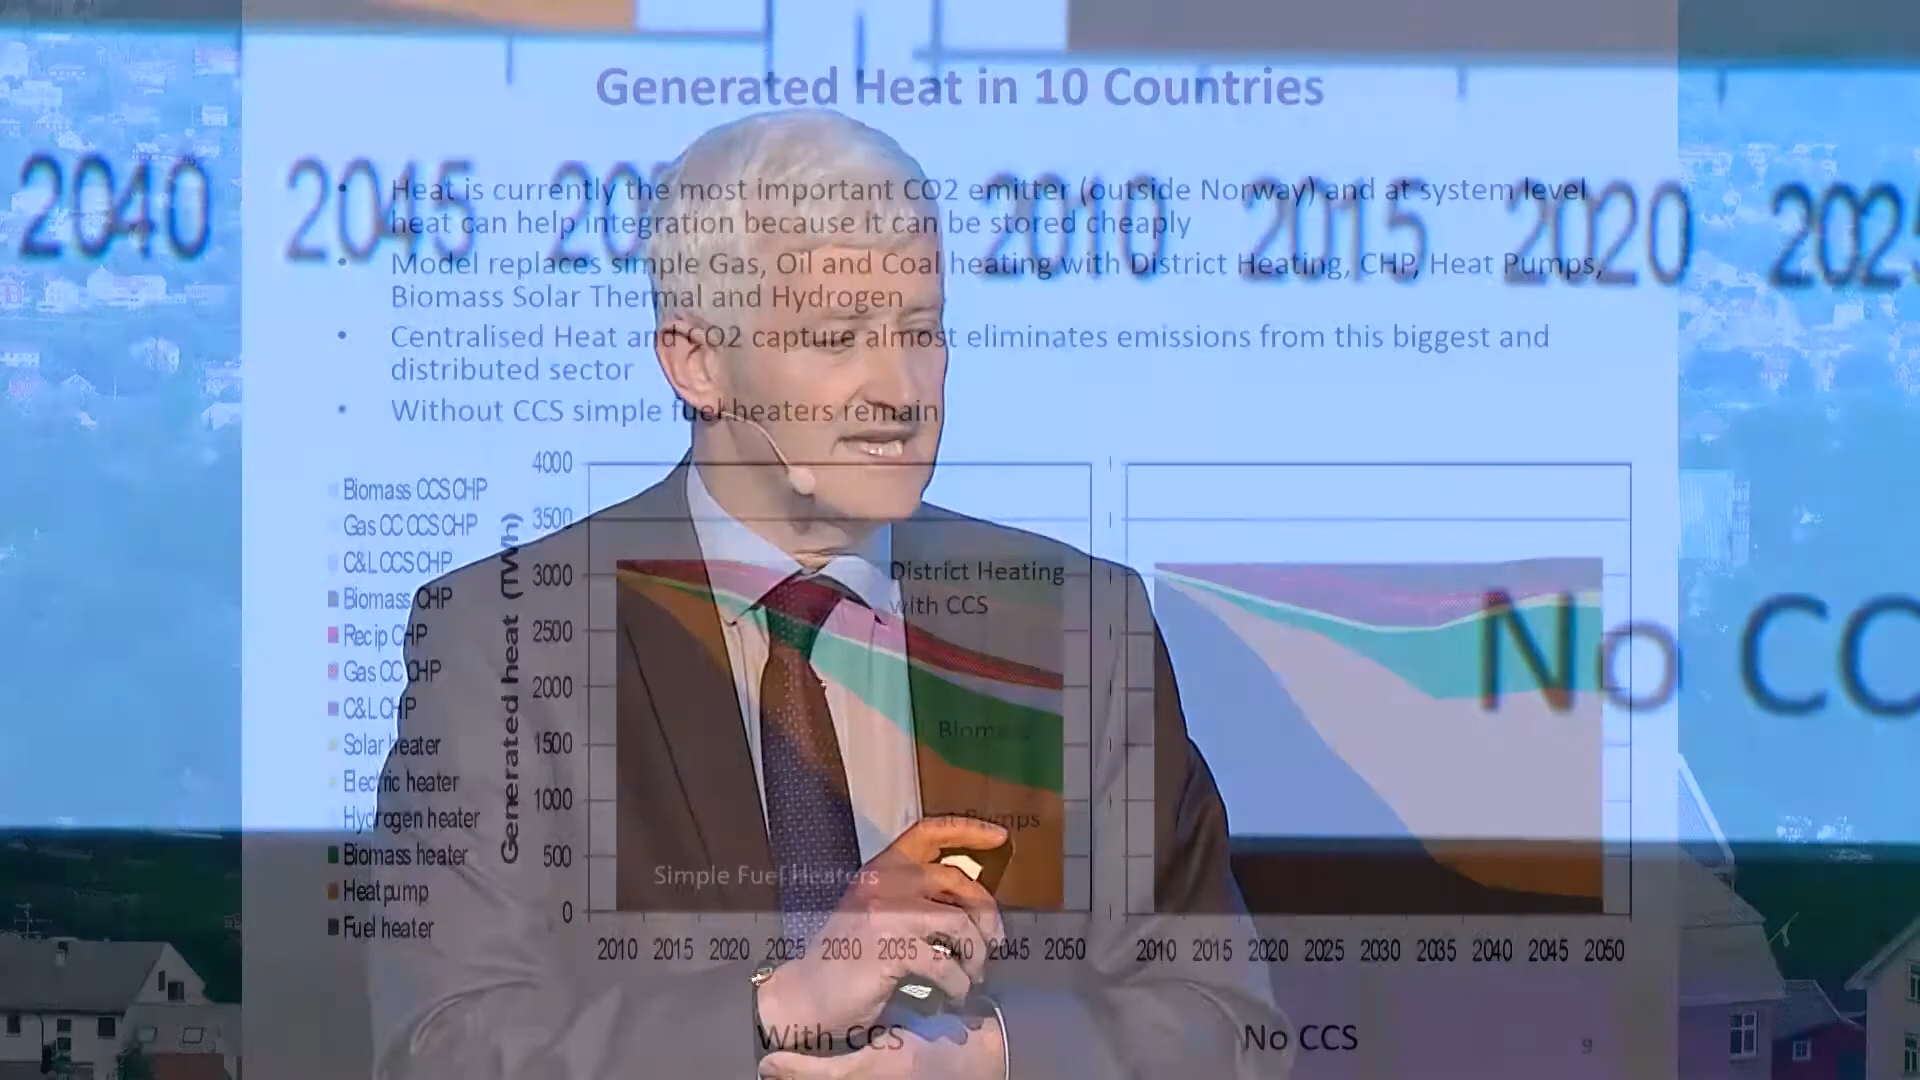 Generated Heat in 10 Countries
2040 2045 2010 2015 2020 2025
• Heat is currently the most important CO2 emitter (outside Norway) and at system level
heat can help integration because it can be stored cheaply
• Model replaces simple Gas, Oil and Coal heating with District Heating, CHP, Heat Pumps,
Biomass Solar Thermal and Hydrogen
• Centralised Heat and CO2 capture almost eliminates emissions from this biggest and
distributed sector
• Without CCS simple fuel heaters remain
Biomass CCS CHP
Gas CC CCS CHP
C&L CCS CHP
Biomass CHP
Recip CHP
Gas CC CHP
C&L CHP
Solar heater
Electric heater
Hydrogen heater
Biomass heater
Heat pump
Fuel heater
Generated heat (TWh)
4000
3500
3000
2500
2000
1500
1000
500
0
District Heating
with CCS
Biomass
Heat Pumps
Simple Fuel Heaters
No CC
2010 2015 2020 2025 2030 2035 2040 2045 2050
2010 2015 2020 2025 2030 2035 2040 2045 2050
With CCS
No CCS
9